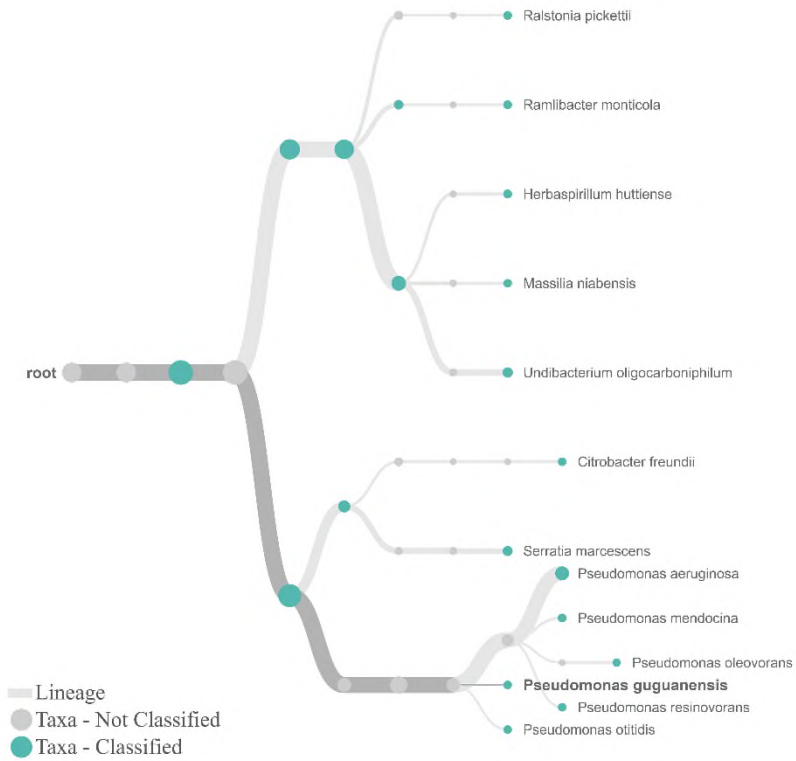 Ralstonia pickettii
Ramlibacter monticola
Herbaspirillum huttiense
Massilia niabensis
root
Undibacterium oligocarboniphilum
Citrobacter freundii
Serratia marcescens
Pseudomonas aeruginosa
Pseudomonas mendocina
Pseudomonas oleovorans
Pseudomonas guguanensis
Pseudomonas resinovorans
Pseudomonas otitidis
Lineage
Taxa - Not Classified
Taxa - Classified